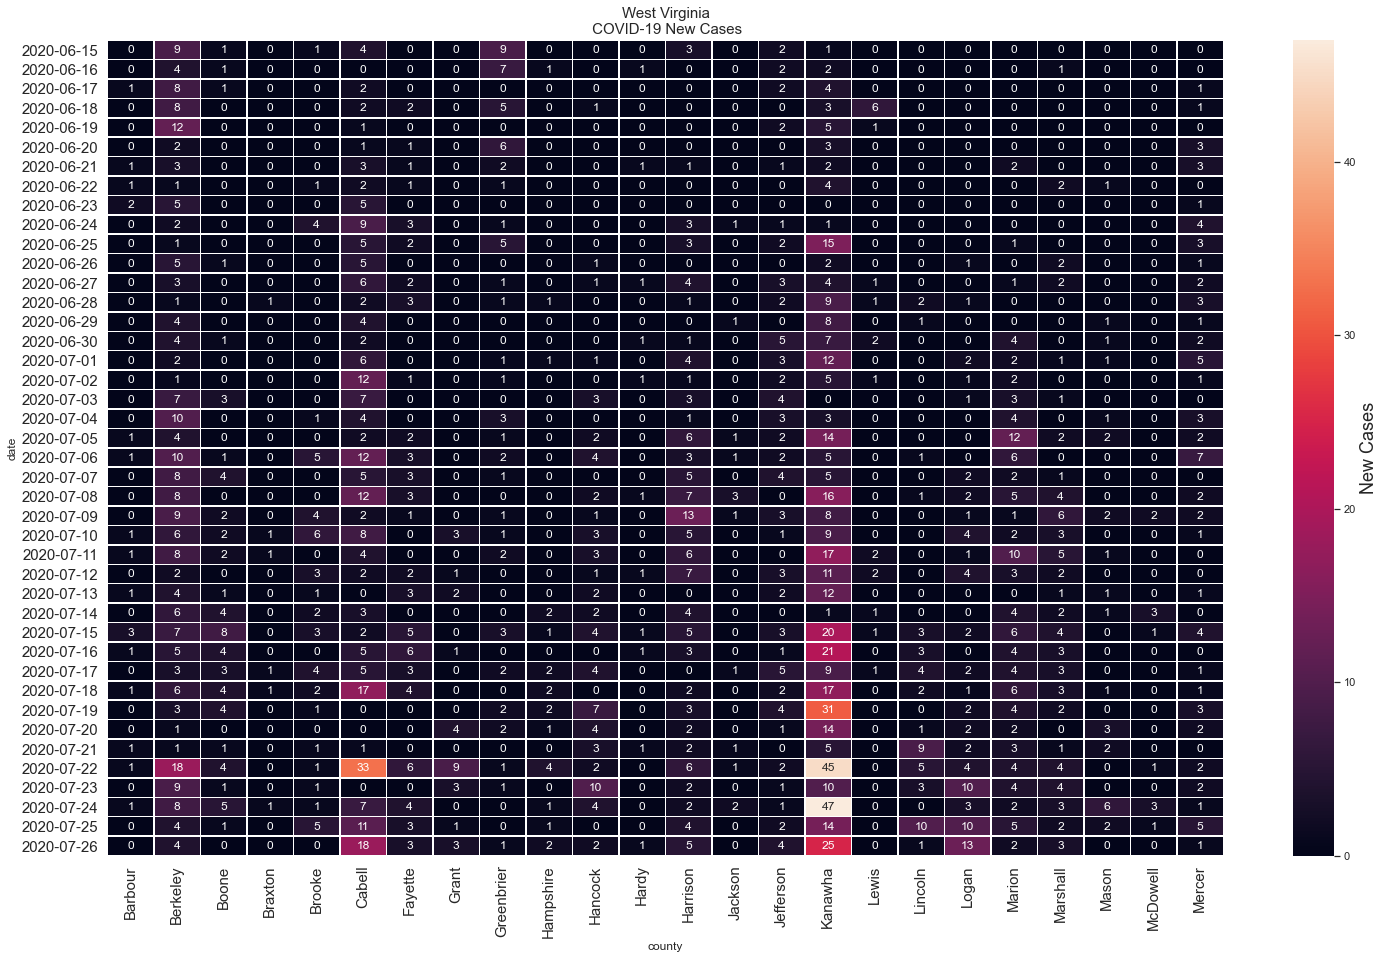 West Virginia
COVID-19 New Cases
2020-06-15 0 9 1 0 1 4 0 0 9 0 0 0 3 0 2 1 0 0 0 0 0 0 0 0
2020-06-16 0 4 1 0 0 0 0 0 7 1 0 1 0 0 2 2 0 0 0 0 1 0 0 0
2020-06-17 1 8 1 0 0 2 0 0 0 0 0 0 0 0 2 4 0 0 0 0 0 0 0 1
2020-06-18 0 8 0 0 0 2 2 0 5 0 1 0 0 0 0 3 6 0 0 0 0 0 0 1
2020-06-19 0 12 0 0 0 1 0 0 0 0 0 0 0 0 2 5 1 0 0 0 0 0 0 0
2020-06-20 0 2 0 0 0 1 1 0 6 0 0 0 0 0 0 3 0 0 0 0 0 0 0 3
2020-06-21 1 3 0 0 0 3 1 0 2 0 0 1 1 0 1 2 0 0 0 2 0 0 0 3
2020-06-22 1 1 0 0 1 2 1 0 1 0 0 0 0 0 0 4 0 0 0 0 2 1 0 0
2020-06-23 2 5 0 0 0 5 0 0 0 0 0 0 0 0 0 0 0 0 0 0 0 0 0 1
2020-06-24 0 2 0 0 4 9 3 0 1 0 0 0 3 1 1 1 0 0 0 0 0 0 0 4
2020-06-25 0 1 0 0 0 5 2 0 5 0 0 0 3 0 2 15 0 0 0 1 0 0 0 3
2020-06-26 0 5 1 0 0 5 0 0 0 0 1 0 0 0 0 2 0 0 1 0 2 0 0 1
2020-06-27 0 3 0 0 0 6 2 0 1 0 1 1 4 0 3 4 1 0 0 1 2 0 0 2
2020-06-28 0 1 0 1 0 2 3 0 1 1 0 0 1 0 2 9 1 2 1 0 0 0 0 3
2020-06-29 0 4 0 0 0 4 0 0 0 0 0 0 0 1 0 8 0 1 0 0 0 1 0 1
2020-06-30 0 4 1 0 0 2 0 0 0 0 0 1 1 0 5 7 2 0 0 4 0 1 0 2
2020-07-01 0 2 0 0 0 6 0 0 1 1 1 0 4 0 3 12 0 0 2 2 1 1 0 5
2020-07-02 0 1 0 0 0 12 1 0 1 0 0 1 1 0 2 5 1 0 1 2 0 0 0 1
2020-07-03 0 7 3 0 0 7 0 0 0 0 3 0 3 0 4 0 0 0 1 3 1 0 0 0
2020-07-04 0 10 0 0 1 4 0 0 3 0 0 0 1 0 3 3 0 0 0 4 0 1 0 3
2020-07-05 1 4 0 0 0 2 2 0 1 0 2 0 6 1 2 14 0 0 0 12 2 2 0 2
2020-07-06 1 10 1 0 5 12 3 0 2 0 4 0 3 1 2 5 0 1 0 6 0 0 0 7
2020-07-07 0 8 4 0 0 5 3 0 1 0 0 0 5 0 4 5 0 0 2 2 1 0 0 0
2020-07-08 0 8 0 0 0 12 3 0 0 0 2 1 7 3 0 16 0 1 2 5 4 0 0 2
2020-07-09 0 9 2 0 4 2 1 0 1 0 1 0 13 1 3 8 0 0 1 1 6 2 2 2
2020-07-10 1 6 2 1 6 8 0 3 1 0 3 0 5 0 1 9 0 0 4 2 3 0 0 1
2020-07-11 1 8 2 1 0 4 0 0 2 0 3 0 6 0 0 17 2 0 1 10 5 1 0 0
2020-07-12 0 2 0 0 3 2 2 1 0 0 1 1 7 0 3 11 2 0 4 3 2 0 0 0
2020-07-13 1 4 1 0 1 0 3 2 0 0 2 0 0 0 2 12 0 0 0 0 1 1 0 1
2020-07-14 0 6 4 0 2 3 0 0 0 2 2 0 4 0 0 1 1 0 0 4 2 1 3 0
2020-07-15 3 7 8 0 3 2 5 0 3 1 4 1 5 0 3 20 1 3 2 6 4 0 1 4
2020-07-16 1 5 4 0 0 5 6 1 0 0 0 1 3 0 1 21 0 3 0 4 3 0 0 0
2020-07-17 0 3 3 1 4 5 3 0 2 2 4 0 0 1 5 9 1 4 2 4 3 0 0 1
2020-07-18 1 6 4 1 2 17 4 0 0 2 0 0 2 0 2 17 0 2 1 6 3 1 0 1
2020-07-19 0 3 4 0 1 0 0 0 2 2 7 0 3 0 4 31 0 0 2 4 2 0 0 3
2020-07-20 0 1 0 0 0 0 0 4 2 1 4 0 2 0 1 14 0 1 2 2 0 3 0 2
2020-07-21 1 1 1 0 1 1 0 0 0 0 3 1 2 1 0 5 0 9 2 3 1 2 0 0
2020-07-22 1 18 4 0 1 33 6 9 1 4 2 0 6 1 2 45 0 5 4 4 4 0 1 2
2020-07-23 0 9 1 0 1 0 0 3 1 0 10 0 2 0 1 10 0 3 10 4 4 0 0 2
2020-07-24 1 8 5 1 1 7 4 0 0 1 4 0 2 2 0 47 0 0 3 2 3 6 3 1
2020-07-25 0 4 1 0 5 11 3 1 0 1 0 0 4 0 2 14 0 10 10 5 2 2 1 5
2020-07-26 0 4 0 0 0 18 3 3 1 2 2 1 5 0 4 25 0 1 13 2 3 0 0 1
date
Barbour Berkeley Boone Braxton Brooke Cabell Fayette Grant Greenbrier Hampshire Hancock Hardy Harrison Jackson Jefferson Kanawha Lewis Lincoln Logan Marion Marshall Mason McDowell Mercer
county
40
30
20
10
0
New Cases